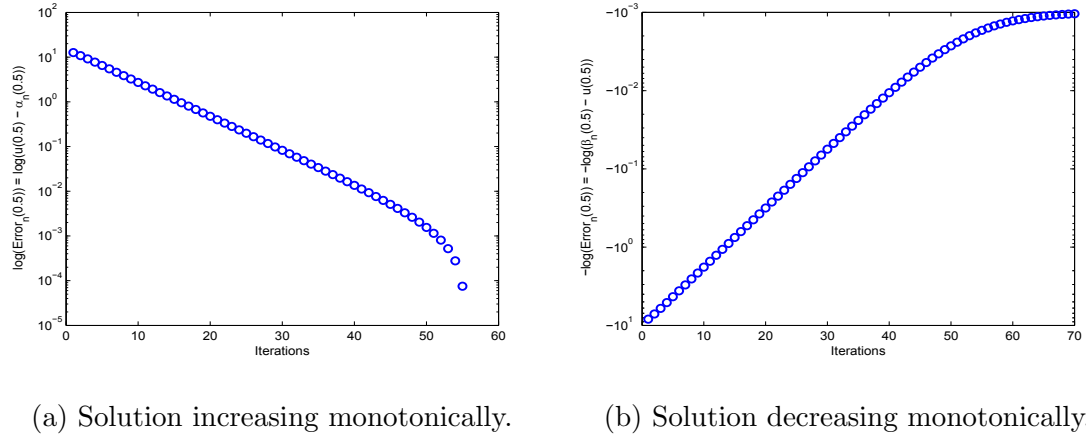 10^2
10^1
10^0
10^-1
10^-2
10^-3
10^-4
10^-5
log(Error_n(0.5)) = log(u(0.5) − α_n(0.5))
0 10 20 30 40 50 60
Iterations
−10^-3
−10^-2
−10^-1
−10^0
−10^1
−log(Error_n(0.5)) = −log(β_n(0.5) − u(0.5))
0 10 20 30 40 50 60 70
Iterations
(a) Solution increasing monotonically.
(b) Solution decreasing monotonically